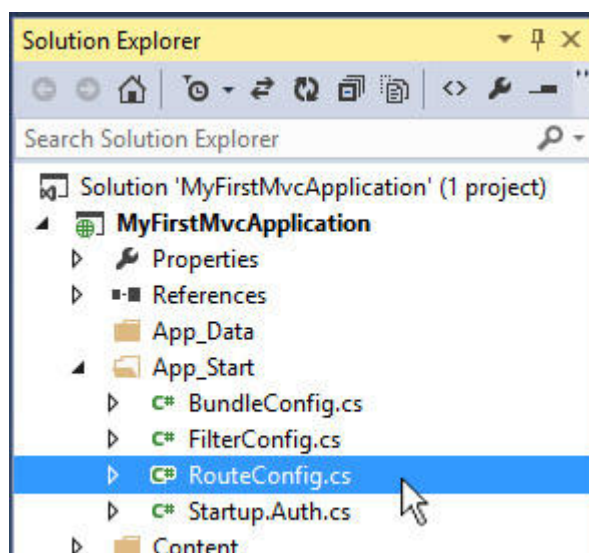 Solution Explorer
Search Solution Explorer
Solution 'MyFirstMvcApplication' (1 project)
MyFirstMvcApplication
Properties
References
App_Data
App_Start
C# BundleConfig.cs
C# FilterConfig.cs
C# RouteConfig.cs
C# Startup.Auth.cs
Content